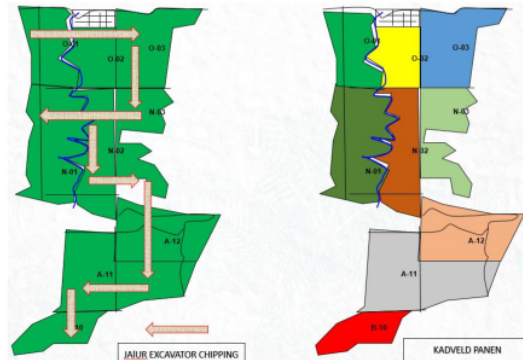 O-01
O-02
O-03
N-03
N-02
N-01
A-12
A-11
10
JALUR EXCAVATOR CHIPPING
O-01
O-02
O-03
N-03
N-02
N-01
A-12
A-11
B-10
KADVELD PANEN